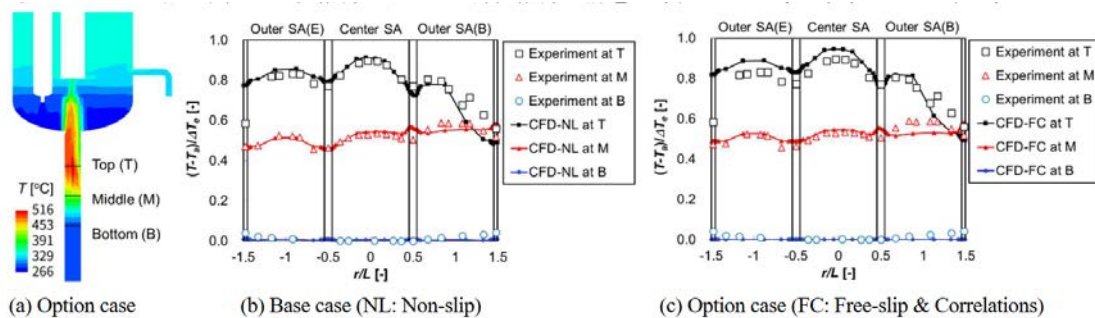 Top (T)
Middle (M)
Bottom (B)
T [°C]
516
453
391
329
266
(a) Option case
Outer SA(E) Center SA Outer SA(B)
(T-Ta)/ΔTe [-]
1.0
0.8
0.6
0.4
0.2
0.0
-1.5 -1 -0.5 0 0.5 1 1.5
r/L [-]
Experiment at T
Experiment at M
Experiment at B
CFD-NL at T
CFD-NL at M
CFD-NL at B
(b) Base case (NL: Non-slip)
Outer SA(E) Center SA Outer SA(B)
1.0
0.8
0.6
0.4
0.2
0.0
-1.5 -1 -0.5 0 0.5 1 1.5
r/L [-]
Experiment at T
Experiment at M
Experiment at B
CFD-FC at T
CFD-FC at M
CFD-FC at B
(c) Option case (FC: Free-slip & Correlations)